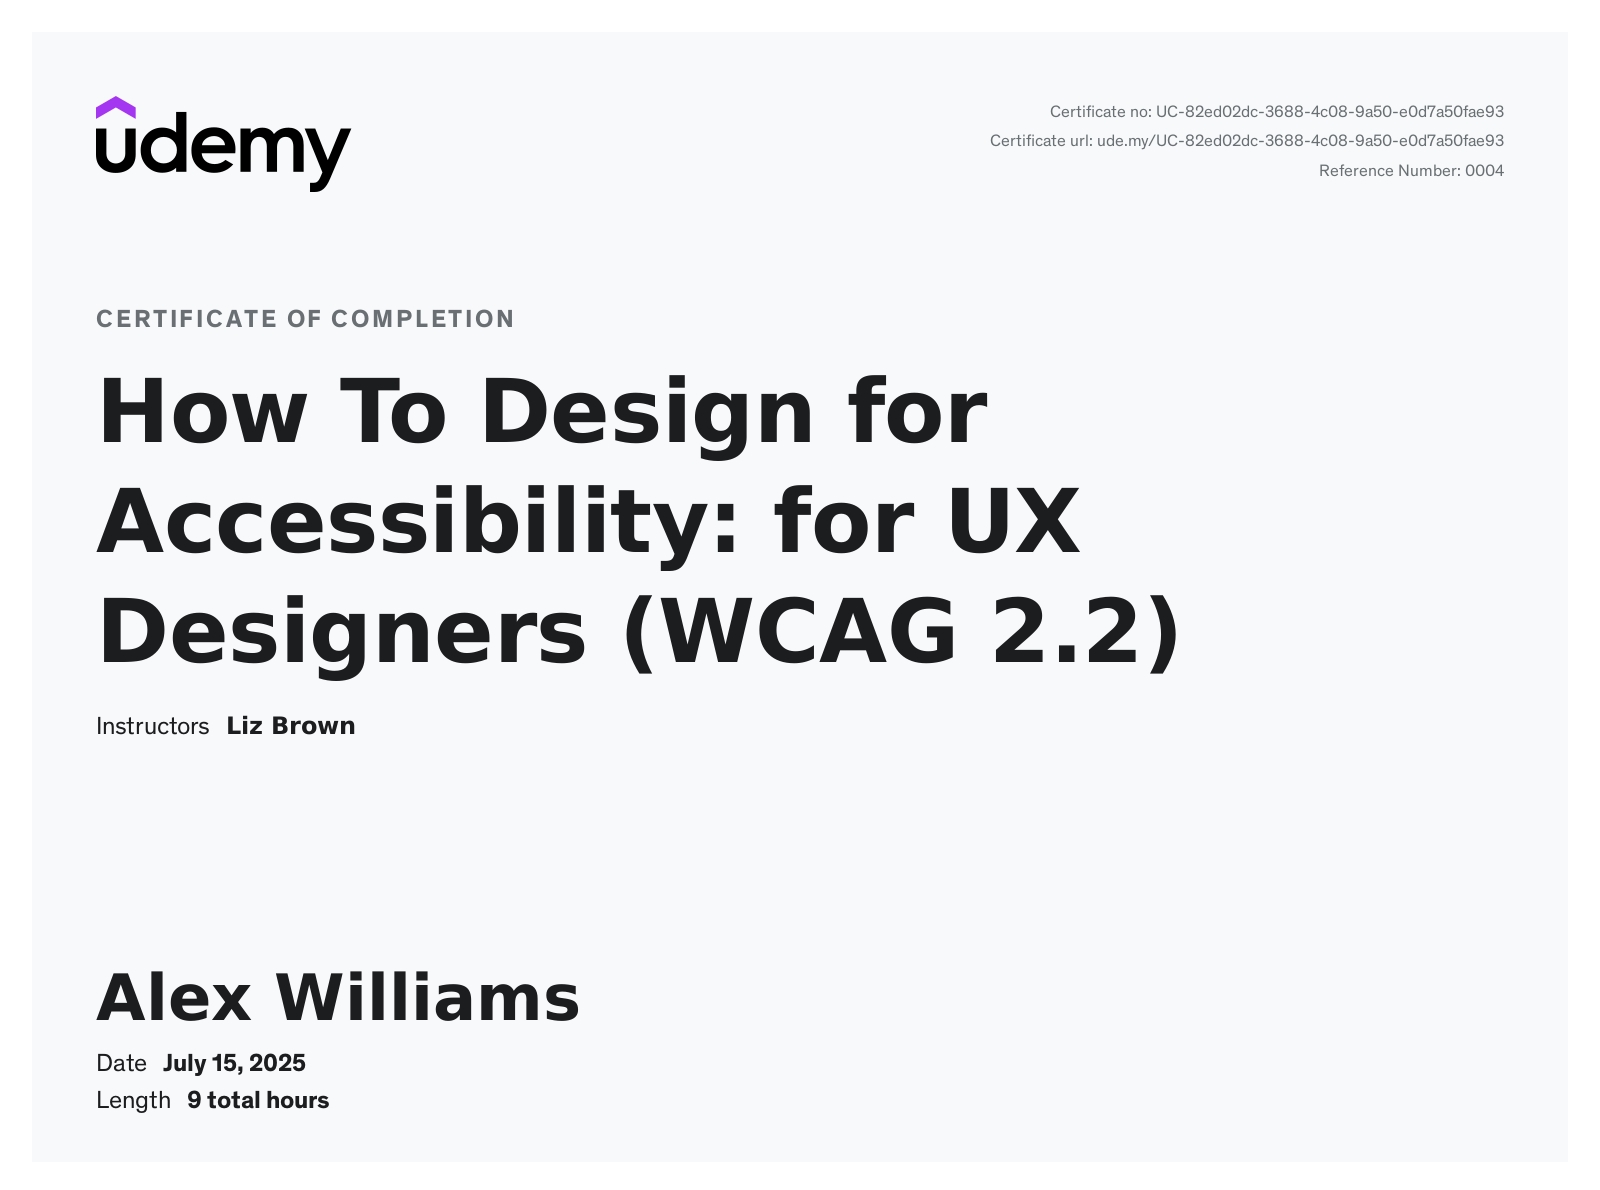 udemy
Certificate no: UC-82ed02dc-3688-4c08-9a50-e0d7a50fae93
Certificate url: ude.my/UC-82ed02dc-3688-4c08-9a50-e0d7a50fae93
Reference Number: 0004
CERTIFICATE OF COMPLETION
How To Design for
Accessibility: for UX
Designers (WCAG 2.2)
Instructors Liz Brown
Alex Williams
Date July 15, 2025
Length 9 total hours